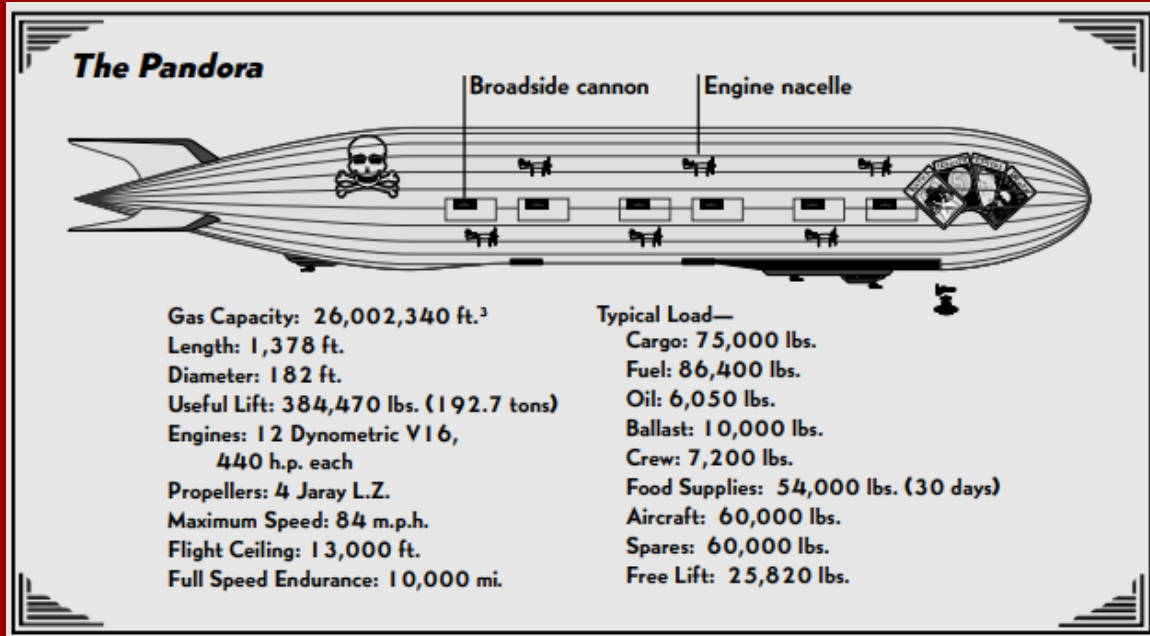 The Pandora
Broadside cannon
Engine nacelle
Gas Capacity: 26,002,340 ft.³
Length: 1,378 ft.
Diameter: 182 ft.
Useful Lift: 384,470 lbs. (192.7 tons)
Engines: 12 Dynometric V16,
440 h.p. each
Propellers: 4 Jaray L.Z.
Maximum Speed: 84 m.p.h.
Flight Ceiling: 13,000 ft.
Full Speed Endurance: 10,000 mi.
Typical Load—
Cargo: 75,000 lbs.
Fuel: 86,400 lbs.
Oil: 6,050 lbs.
Ballast: 10,000 lbs.
Crew: 7,200 lbs.
Food Supplies: 54,000 lbs. (30 days)
Aircraft: 60,000 lbs.
Spares: 60,000 lbs.
Free Lift: 25,820 lbs.